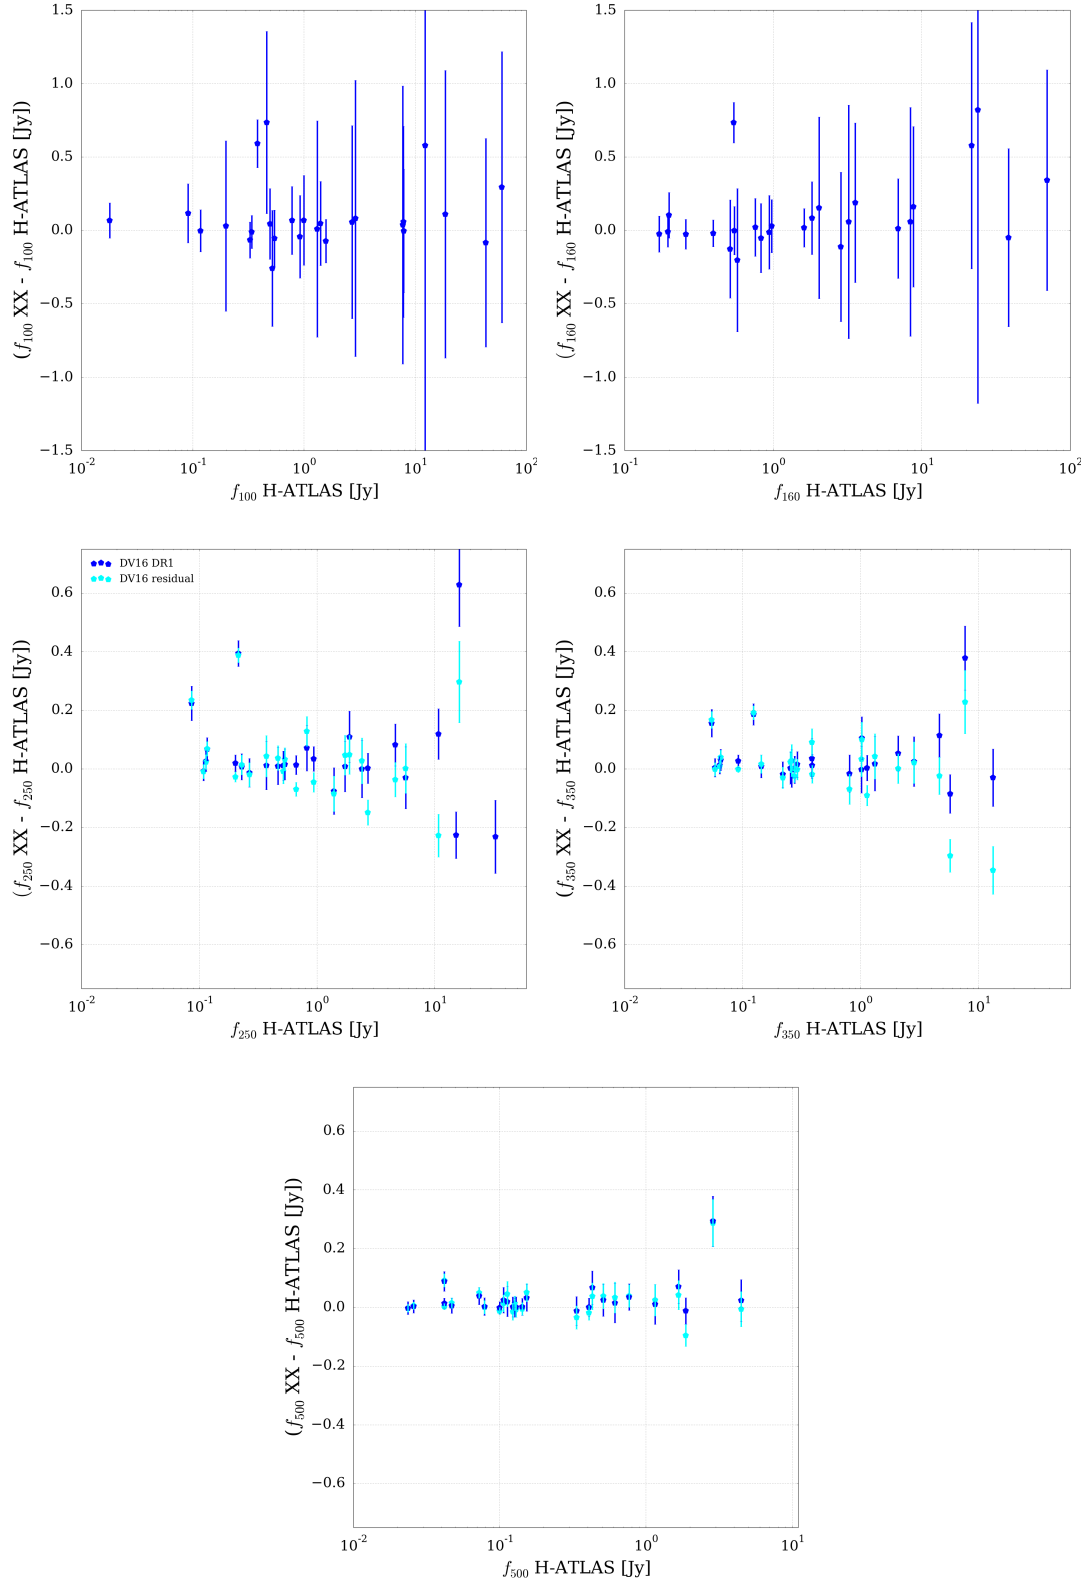 1.5
1.0
0.5
0.0
−0.5
−1.0
−1.5
(f100 XX - f100 H-ATLAS [Jy])
10-2 10-1 100 101 102
f100 H-ATLAS [Jy]
1.5
1.0
0.5
0.0
−0.5
−1.0
−1.5
(f160 XX - f160 H-ATLAS [Jy])
10-1 100 101 102
f160 H-ATLAS [Jy]
DV16 DR1
DV16 residual
0.6
0.4
0.2
0.0
−0.2
−0.4
−0.6
(f250 XX - f250 H-ATLAS [Jy])
10-2 10-1 100 101
f250 H-ATLAS [Jy]
0.6
0.4
0.2
0.0
−0.2
−0.4
−0.6
(f350 XX - f350 H-ATLAS [Jy])
10-2 10-1 100 101
f350 H-ATLAS [Jy]
0.6
0.4
0.2
0.0
−0.2
−0.4
−0.6
(f500 XX - f500 H-ATLAS [Jy])
10-2 10-1 100 101
f500 H-ATLAS [Jy]